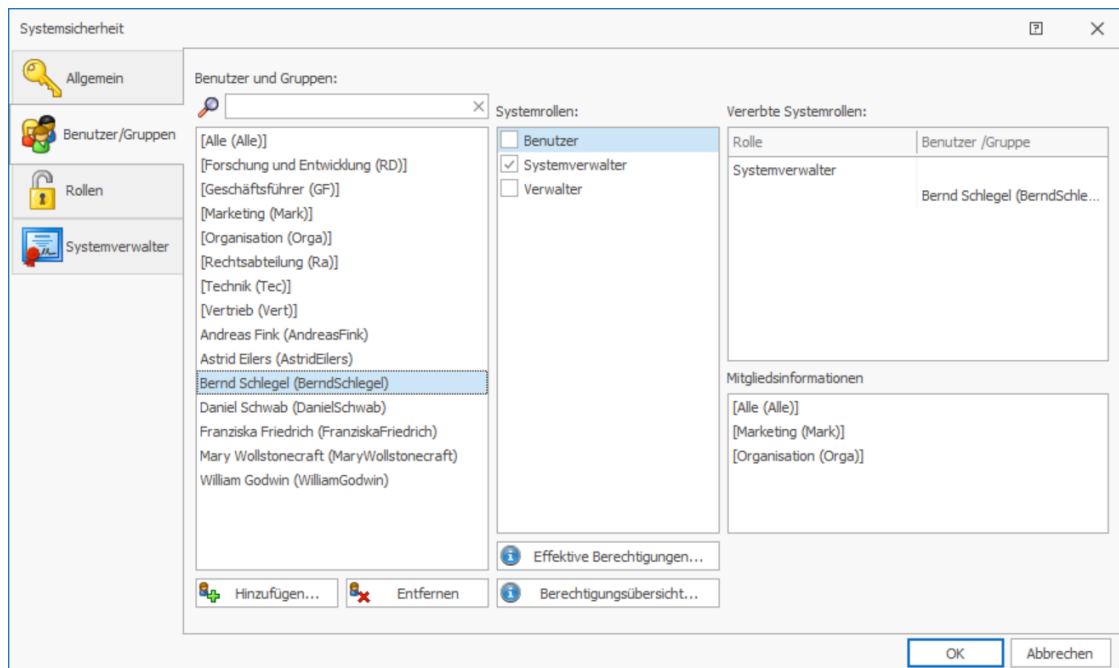 Systemsicherheit
Allgemein
Benutzer/Gruppen
Rollen
Systemverwalter
Benutzer und Gruppen:
[Alle (Alle)]
[Forschung und Entwicklung (RD)]
[Geschäftsführer (GF)]
[Marketing (Mark)]
[Organisation (Orga)]
[Rechtsabteilung (Ra)]
[Technik (Tec)]
[Vertrieb (Vert)]
Andreas Fink (AndreasFink)
Astrid Eilers (AstridEilers)
Bernd Schlegel (BerndSchlegel)
Daniel Schwab (DanielSchwab)
Franziska Friedrich (FranziskaFriedrich)
Mary Wollstonecraft (MaryWollstonecraft)
William Godwin (WilliamGodwin)
Hinzufügen...
Entfernen
Systemrollen:
Benutzer
Systemverwalter
Verwalter
Effektive Berechtigungen...
Berechtigungsübersicht...
Vererbte Systemrollen:
Rolle Benutzer /Gruppe
Systemverwalter
Bernd Schlegel (BerndSchle...
Mitgliedsinformationen
[Alle (Alle)]
[Marketing (Mark)]
[Organisation (Orga)]
OK
Abbrechen